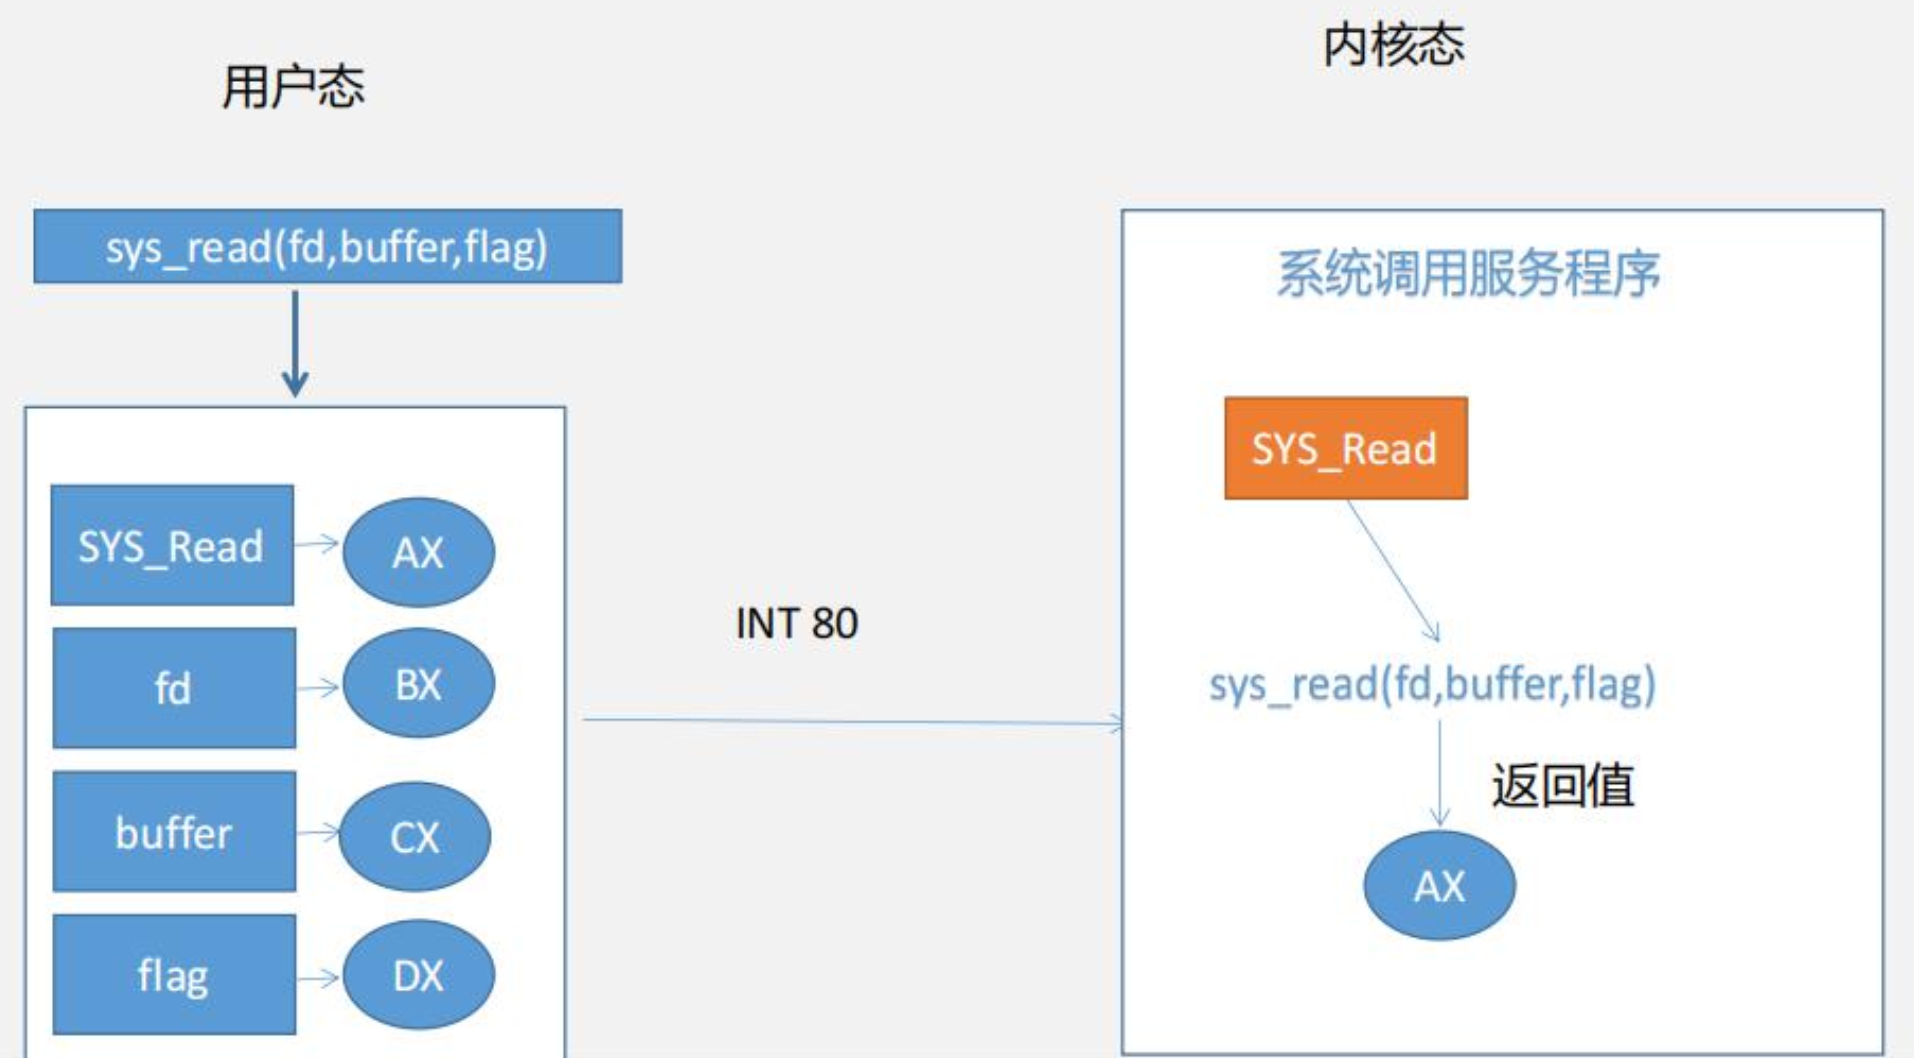 用户态
内核态
sys_read(fd,buffer,flag)
SYS_Read
AX
fd
BX
buffer
CX
flag
DX
INT 80
系统调用服务程序
SYS_Read
sys_read(fd,buffer,flag)
返回值
AX